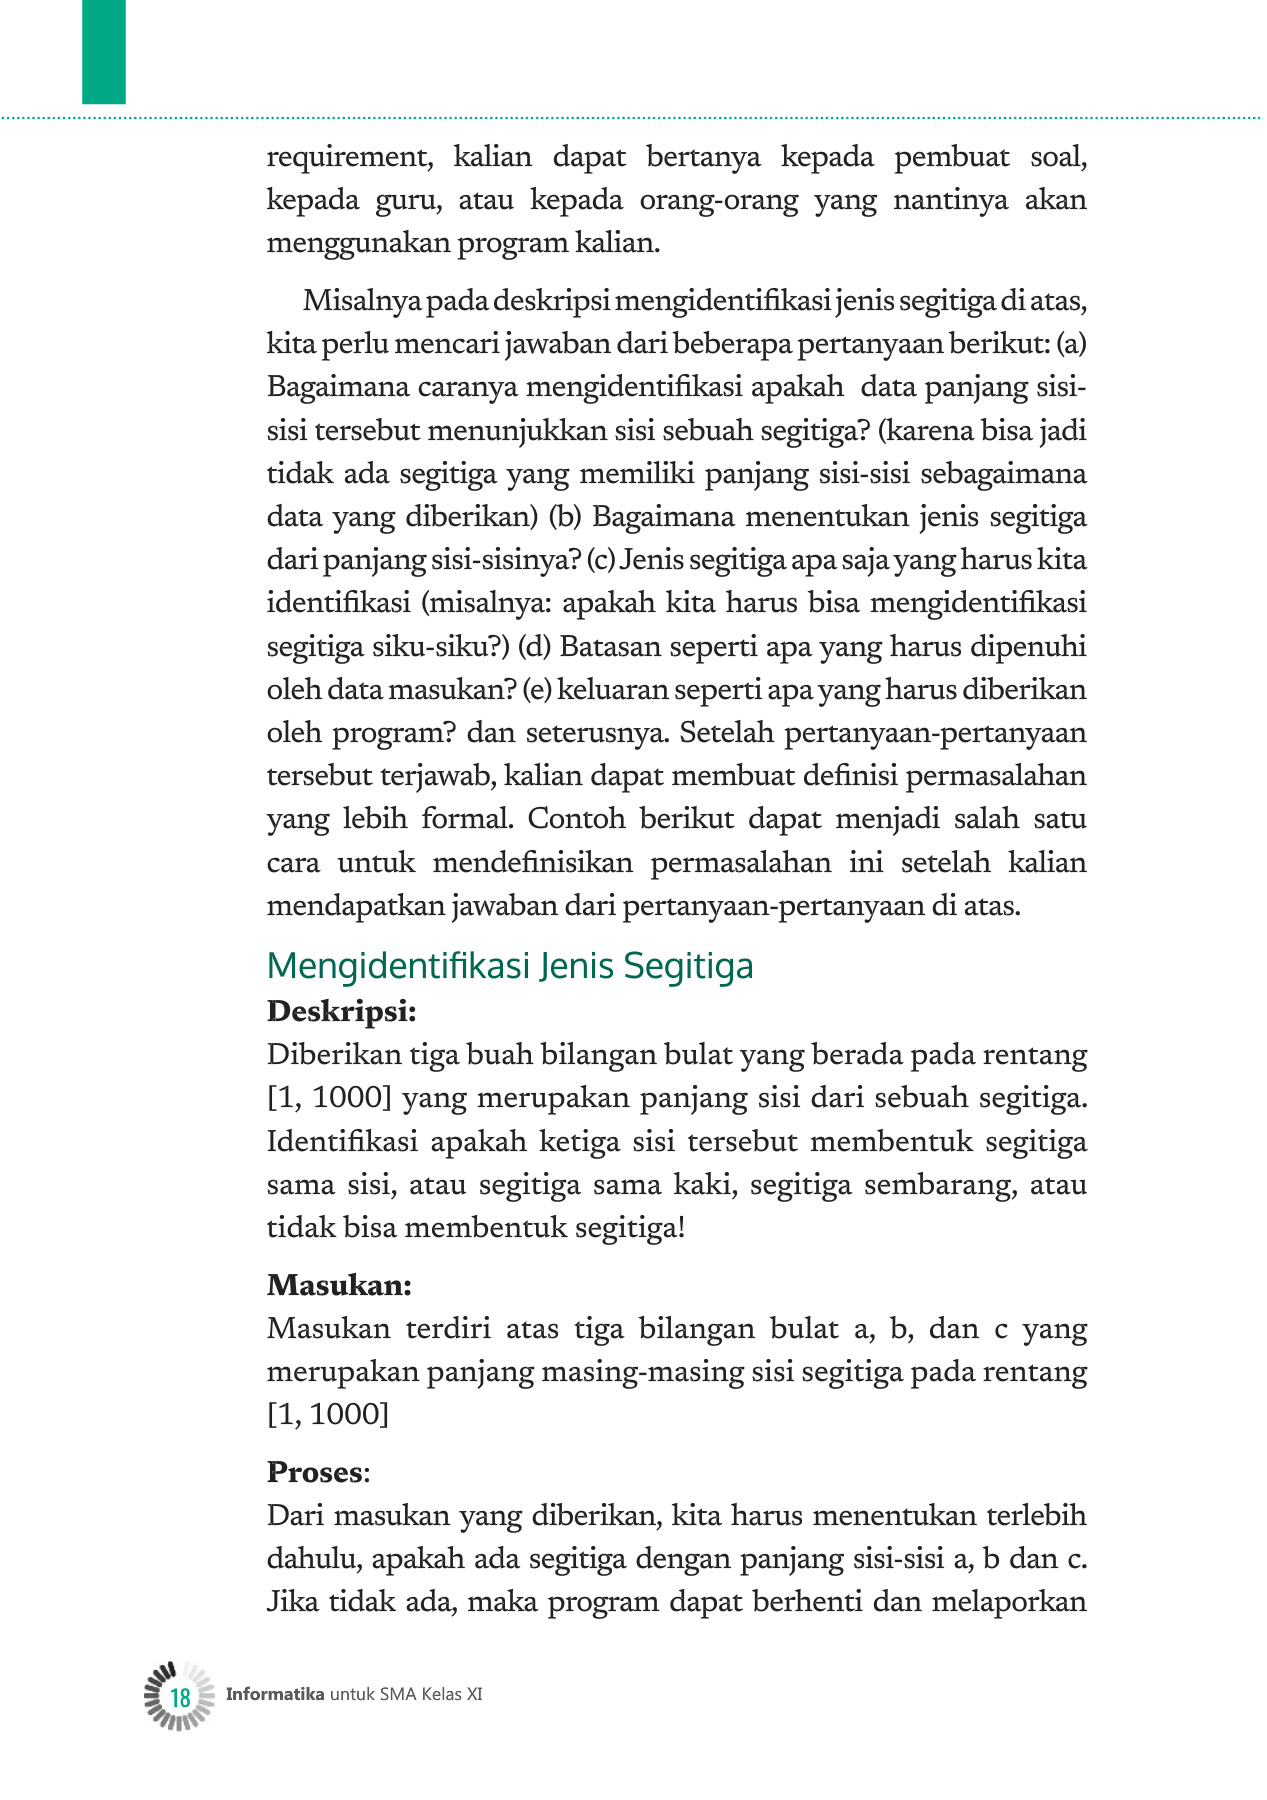 requirement, kalian dapat bertanya kepada pembuat soal,
kepada guru, atau kepada orang-orang yang nantinya akan
menggunakan program kalian.
Misalnya pada deskripsi mengidentifikasi jenis segitiga di atas,
kita perlu mencari jawaban dari beberapa pertanyaan berikut: (a)
Bagaimana caranya mengidentifikasi apakah data panjang sisi-
sisi tersebut menunjukkan sisi sebuah segitiga? (karena bisa jadi
tidak ada segitiga yang memiliki panjang sisi-sisi sebagaimana
data yang diberikan) (b) Bagaimana menentukan jenis segitiga
dari panjang sisi-sisinya? (c) Jenis segitiga apa saja yang harus kita
identifikasi (misalnya: apakah kita harus bisa mengidentifikasi
segitiga siku-siku?) (d) Batasan seperti apa yang harus dipenuhi
oleh data masukan? (e) keluaran seperti apa yang harus diberikan
oleh program? dan seterusnya. Setelah pertanyaan-pertanyaan
tersebut terjawab, kalian dapat membuat definisi permasalahan
yang lebih formal. Contoh berikut dapat menjadi salah satu
cara untuk mendefinisikan permasalahan ini setelah kalian
mendapatkan jawaban dari pertanyaan-pertanyaan di atas.
Mengidentifikasi Jenis Segitiga
Deskripsi:
Diberikan tiga buah bilangan bulat yang berada pada rentang
[1, 1000] yang merupakan panjang sisi dari sebuah segitiga.
Identifikasi apakah ketiga sisi tersebut membentuk segitiga
sama sisi, atau segitiga sama kaki, segitiga sembarang, atau
tidak bisa membentuk segitiga!
Masukan:
Masukan terdiri atas tiga bilangan bulat a, b, dan c yang
merupakan panjang masing-masing sisi segitiga pada rentang
[1, 1000]
Proses:
Dari masukan yang diberikan, kita harus menentukan terlebih
dahulu, apakah ada segitiga dengan panjang sisi-sisi a, b dan c.
Jika tidak ada, maka program dapat berhenti dan melaporkan
18 Informatika untuk SMA Kelas XI